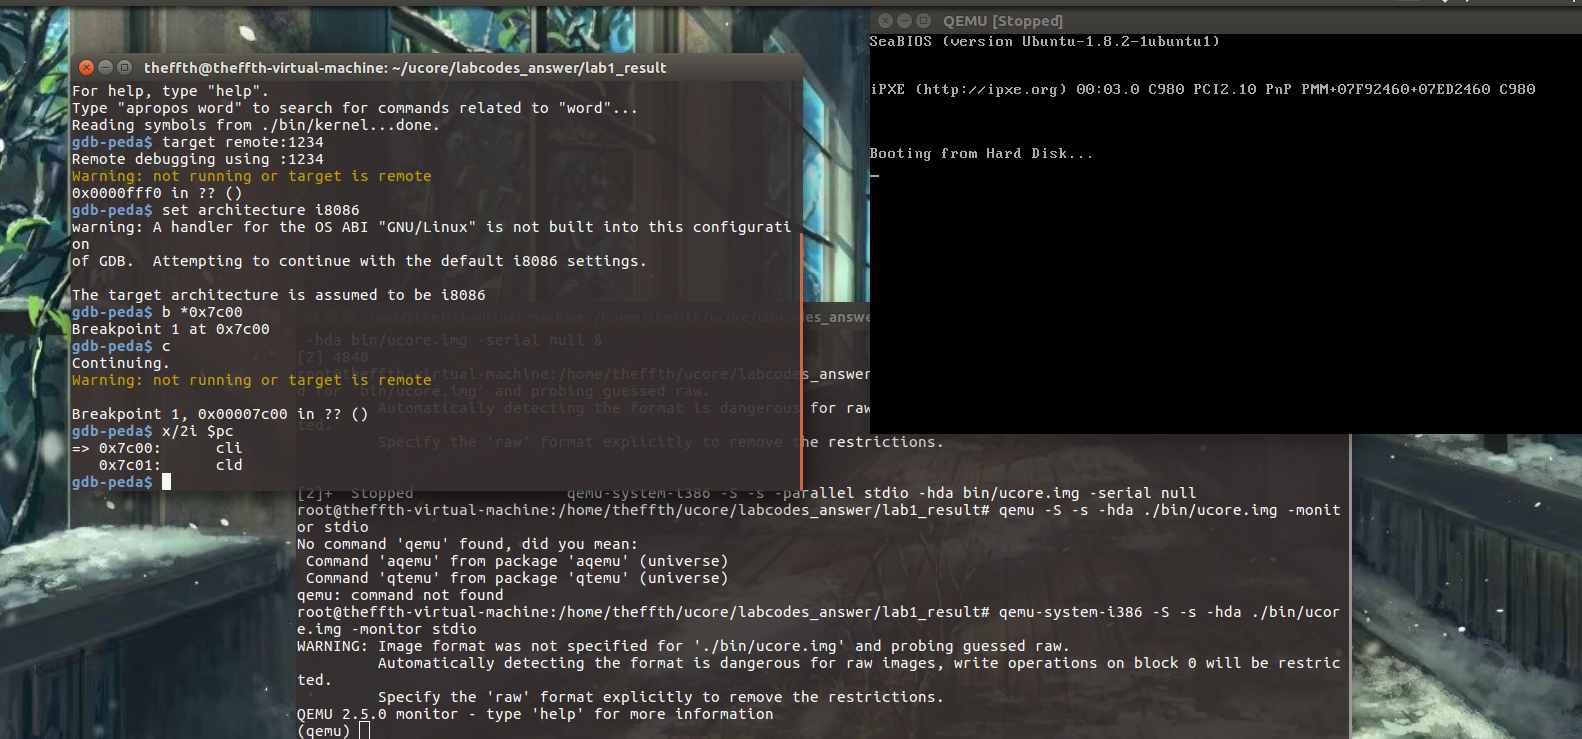 theffth@theffth-virtual-machine: ~/ucore/labcodes_answer/lab1_result
For help, type "help".
Type "apropos word" to search for commands related to "word"...
Reading symbols from ./bin/kernel...done.
gdb-peda$ target remote:1234
Remote debugging using :1234
Warning: not running or target is remote
0x0000fff0 in ?? ()
gdb-peda$ set architecture i8086
warning: A handler for the OS ABI "GNU/Linux" is not built into this configurati
on
of GDB.  Attempting to continue with the default i8086 settings.
The target architecture is assumed to be i8086
gdb-peda$ b *0x7c00
Breakpoint 1 at 0x7c00
gdb-peda$ c
Continuing.
Warning: not running or target is remote
Breakpoint 1, 0x00007c00 in ?? ()
gdb-peda$ x/2i $pc
=> 0x7c00:      cli
   0x7c01:      cld
gdb-peda$
QEMU [Stopped]
SeaBIOS (version Ubuntu-1.8.2-1ubuntu1)
iPXE (http://ipxe.org) 00:03.0 C980 PCI2.10 PnP PMM+07F92460+07ED2460 C980
Booting from Hard Disk...
root@theffth-virtual-machine: /home/theffth/ucore/labcodes_answ
-hda bin/ucore.img -serial null &
[2] 4840
root@theffth-virtual-machine:/home/theffth/ucore/labcodes_answer
d for 'bin/ucore.img' and probing guessed raw.
Automatically detecting the format is dangerous for raw
ted.
Specify the 'raw' format explicitly to remove the restrictions.
[2]+  Stopped                 qemu-system-i386 -S -s -parallel stdio -hda bin/ucore.img -serial null
root@theffth-virtual-machine:/home/theffth/ucore/labcodes_answer/lab1_result# qemu -S -s -hda ./bin/ucore.img -monit
or stdio
No command 'qemu' found, did you mean:
 Command 'aqemu' from package 'aqemu' (universe)
 Command 'qtemu' from package 'qtemu' (universe)
qemu: command not found
root@theffth-virtual-machine:/home/theffth/ucore/labcodes_answer/lab1_result# qemu-system-i386 -S -s -hda ./bin/ucor
e.img -monitor stdio
WARNING: Image format was not specified for './bin/ucore.img' and probing guessed raw.
         Automatically detecting the format is dangerous for raw images, write operations on block 0 will be restric
ted.
         Specify the 'raw' format explicitly to remove the restrictions.
QEMU 2.5.0 monitor - type 'help' for more information
(qemu)